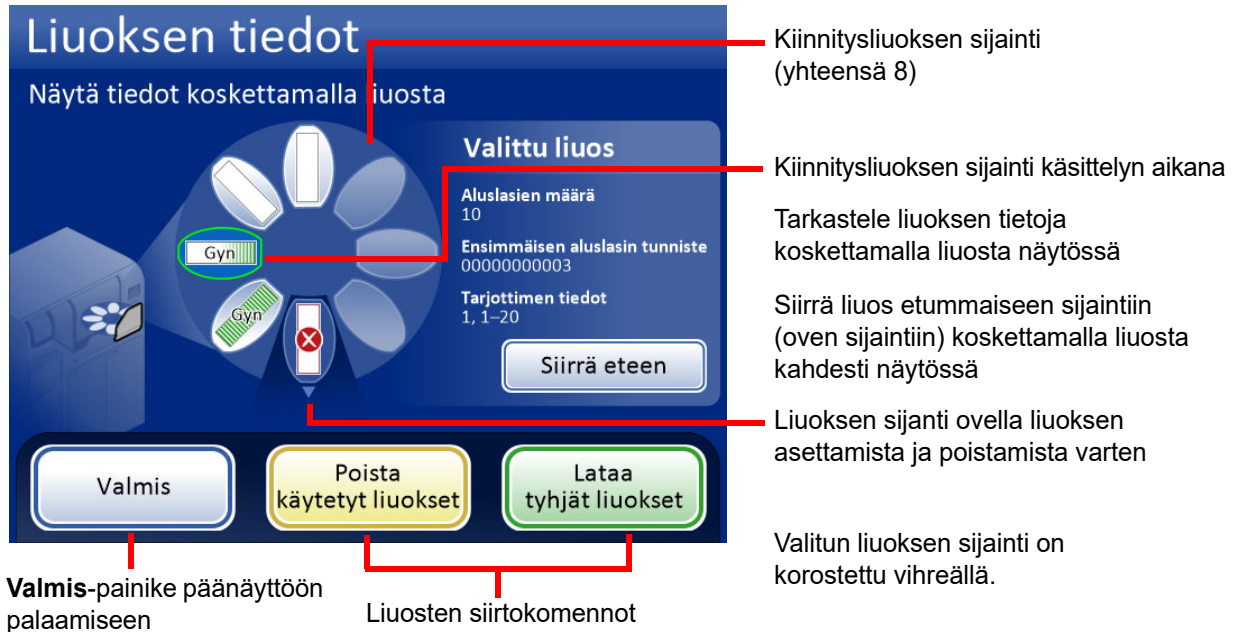 Liuoksen tiedot
Näytä tiedot koskettamalla liuosta
Gyn
Gyn
Valittu liuos
Aluslasien määrä
10
Ensimmäisen aluslasin tunniste
00000000003
Tarjottimen tiedot
1, 1–20
Siirrä eteen
Valmis
Poista
käytetyt liuokset
Lataa
tyhjät liuokset
Kiinnitysliuoksen sijainti
(yhteensä 8)
Kiinnitysliuoksen sijainti käsittelyn aikana
Tarkastele liuoksen tietoja
koskettamalla liuosta näytössä
Siirrä liuos etummaiseen sijaintiin
(oven sijaintiin) koskettamalla liuosta
kahdesti näytössä
Liuoksen sijanti ovella liuoksen
asettamista ja poistamista varten
Valitun liuoksen sijainti on
korostettu vihreällä.
Valmis-painike päänäyttöön
palaamiseen
Liuosten siirtokomennot